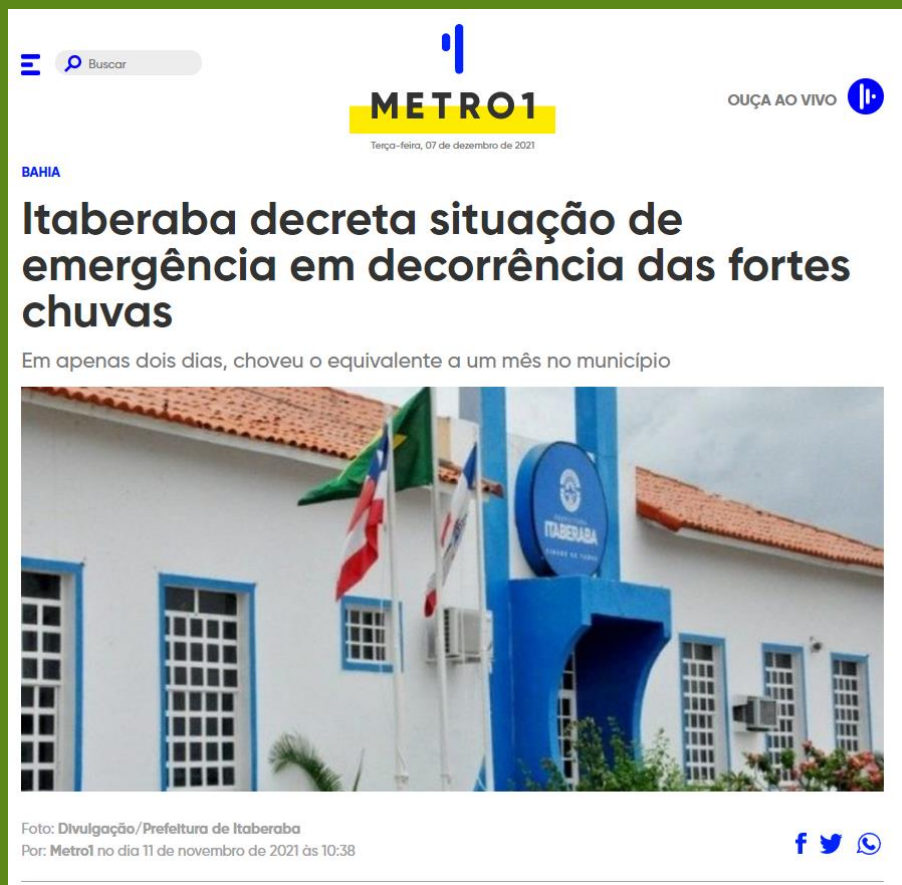 Buscar
METRO1
OUÇA AO VIVO
Terça-feira, 07 de dezembro de 2021
BAHIA
Itaberaba decreta situação de
emergência em decorrência das fortes
chuvas
Em apenas dois dias, choveu o equivalente a um mês no município
PREFEITURA
ITABERABA
Foto: Divulgação/Prefeitura de Itaberaba
Por: Metro1 no dia 11 de novembro de 2021 às 10:38